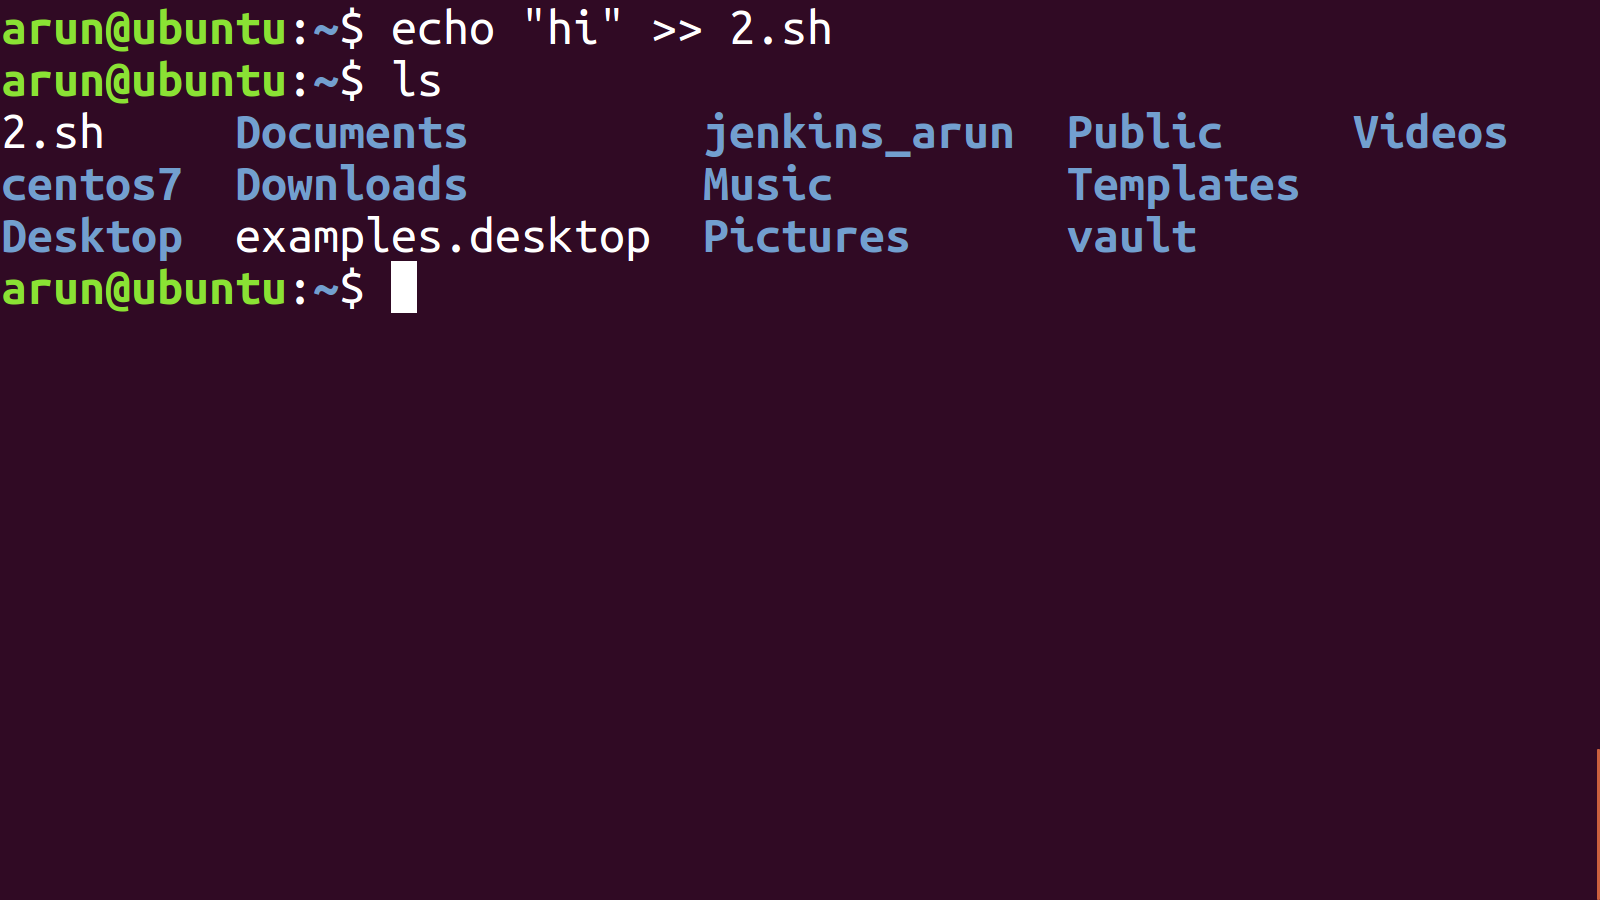 arun@ubuntu:~$ echo "hi" >> 2.sh
arun@ubuntu:~$ ls
2.sh     Documents         jenkins_arun  Public     Videos
centos7  Downloads         Music         Templates
Desktop  examples.desktop  Pictures      vault
arun@ubuntu:~$